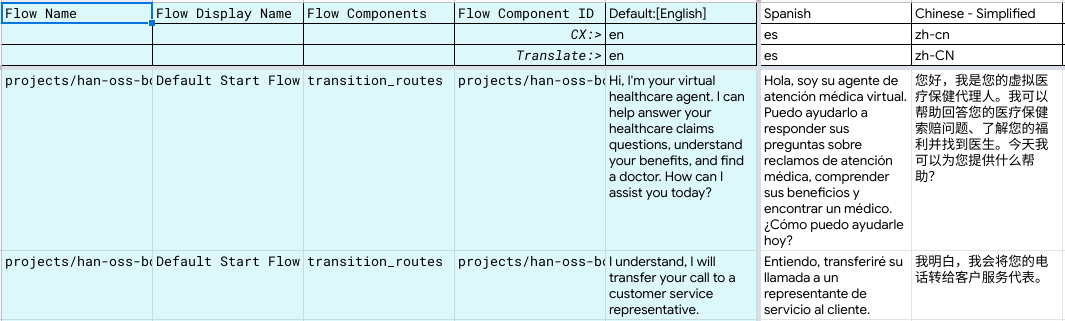 Flow Name Flow Display Name Flow Components Flow Component ID Default:[English] Spanish Chinese - Simplified
CX:> en es zh-cn
Translate:> en es zh-CN
projects/han-oss-bo Default Start Flow transition_routes projects/han-oss-bo
Hi, I'm your virtual
healthcare agent. I can
help answer your
healthcare claims
questions, understand
your benefits, and find
a doctor. How can I
assist you today?
Hola, soy su agente de
atención médica virtual.
Puedo ayudarlo a
responder sus
preguntas sobre
reclamos de atención
médica, comprender
sus beneficios y
encontrar un médico.
¿Cómo puedo ayudarle
hoy?
您好，我是您的虚拟医
疗保健代理人。我可以
帮助回答您的医疗保健
索赔问题、了解您的福
利并找到医生。今天我
可以为您提供什么帮
助？
projects/han-oss-bo Default Start Flow transition_routes projects/han-oss-bo
I understand, I will
transfer your call to a
customer service
representative.
Entiendo, transferiré su
llamada a un
representante de
servicio al cliente.
我明白，我会将您的电
话转给客户服务代表。